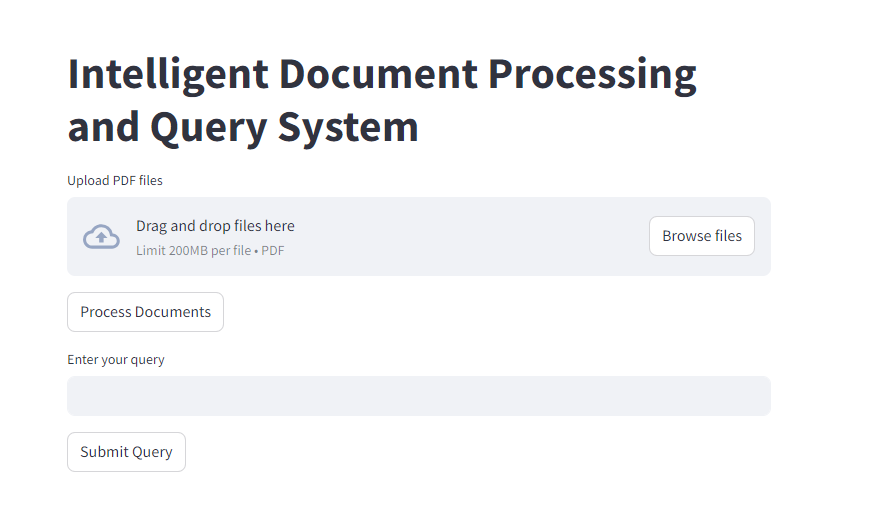 Intelligent Document Processing
and Query System
Upload PDF files
Drag and drop files here
Limit 200MB per file • PDF
Browse files
Process Documents
Enter your query
Submit Query